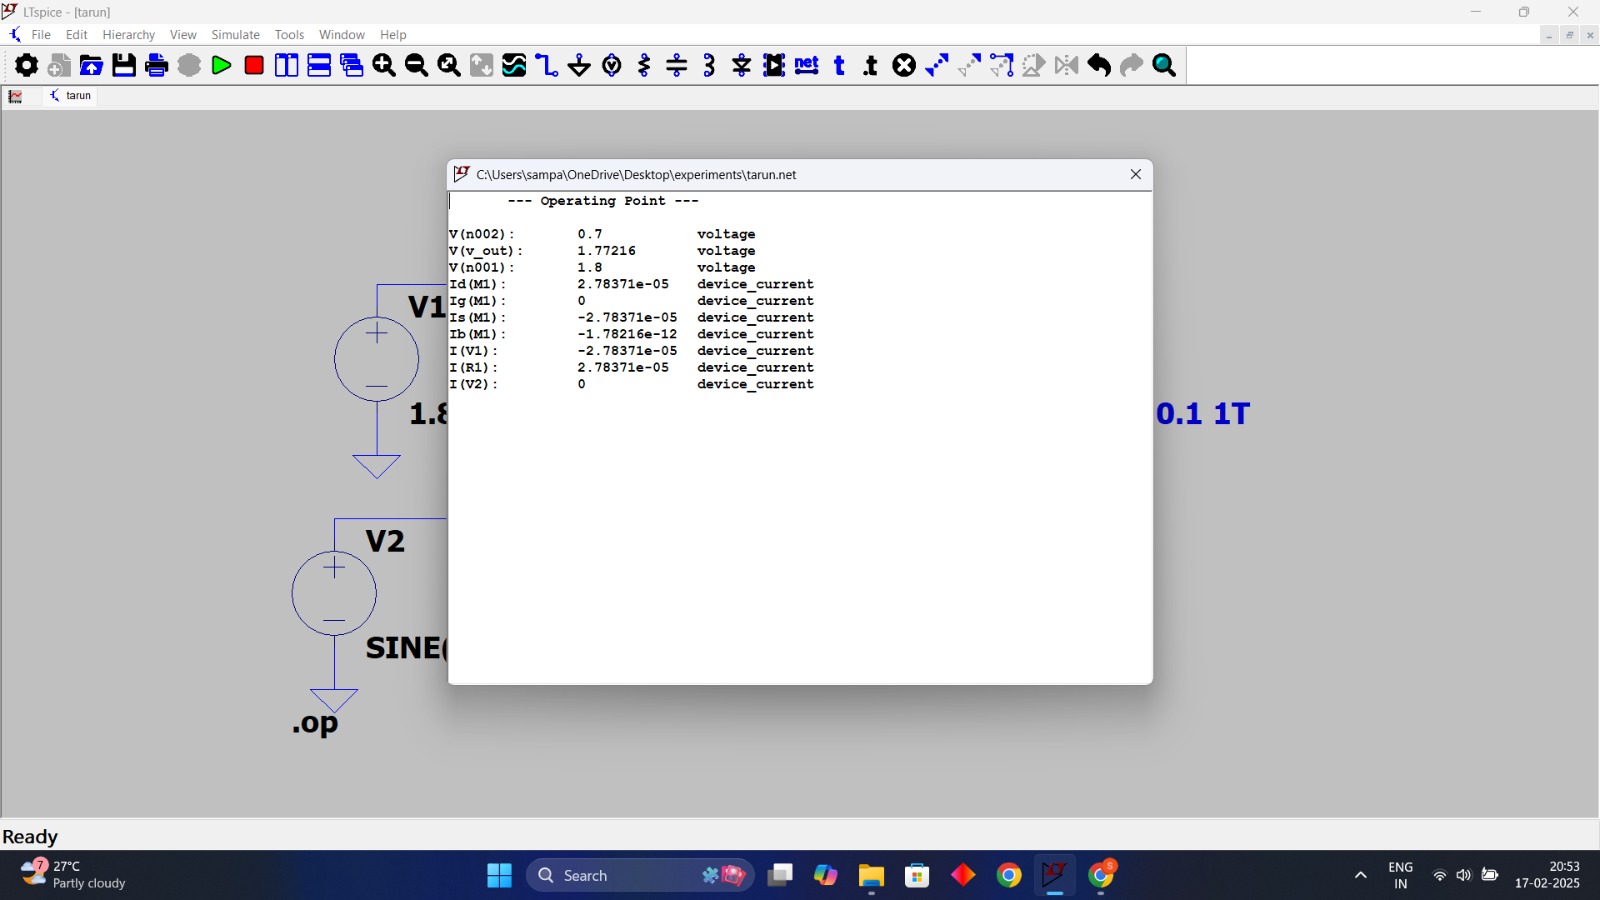 LTspice - [tarun]
File Edit Hierarchy View Simulate Tools Window Help
net t .t
tarun
C:\Users\sampa\OneDrive\Desktop\experiments\tarun.net
--- Operating Point ---
V(n002): 0.7 voltage
V(v_out): 1.77216 voltage
V(n001): 1.8 voltage
Id(M1): 2.78371e-05 device_current
Ig(M1): 0 device_current
Is(M1): -2.78371e-05 device_current
Ib(M1): -1.78216e-12 device_current
I(V1): -2.78371e-05 device_current
I(R1): 2.78371e-05 device_current
I(V2): 0 device_current
V1
1.8
0.1 1T
V2
SINE(
.op
Ready
7 27°C
Partly cloudy
Search
S
ENG
IN
20:53
17-02-2025